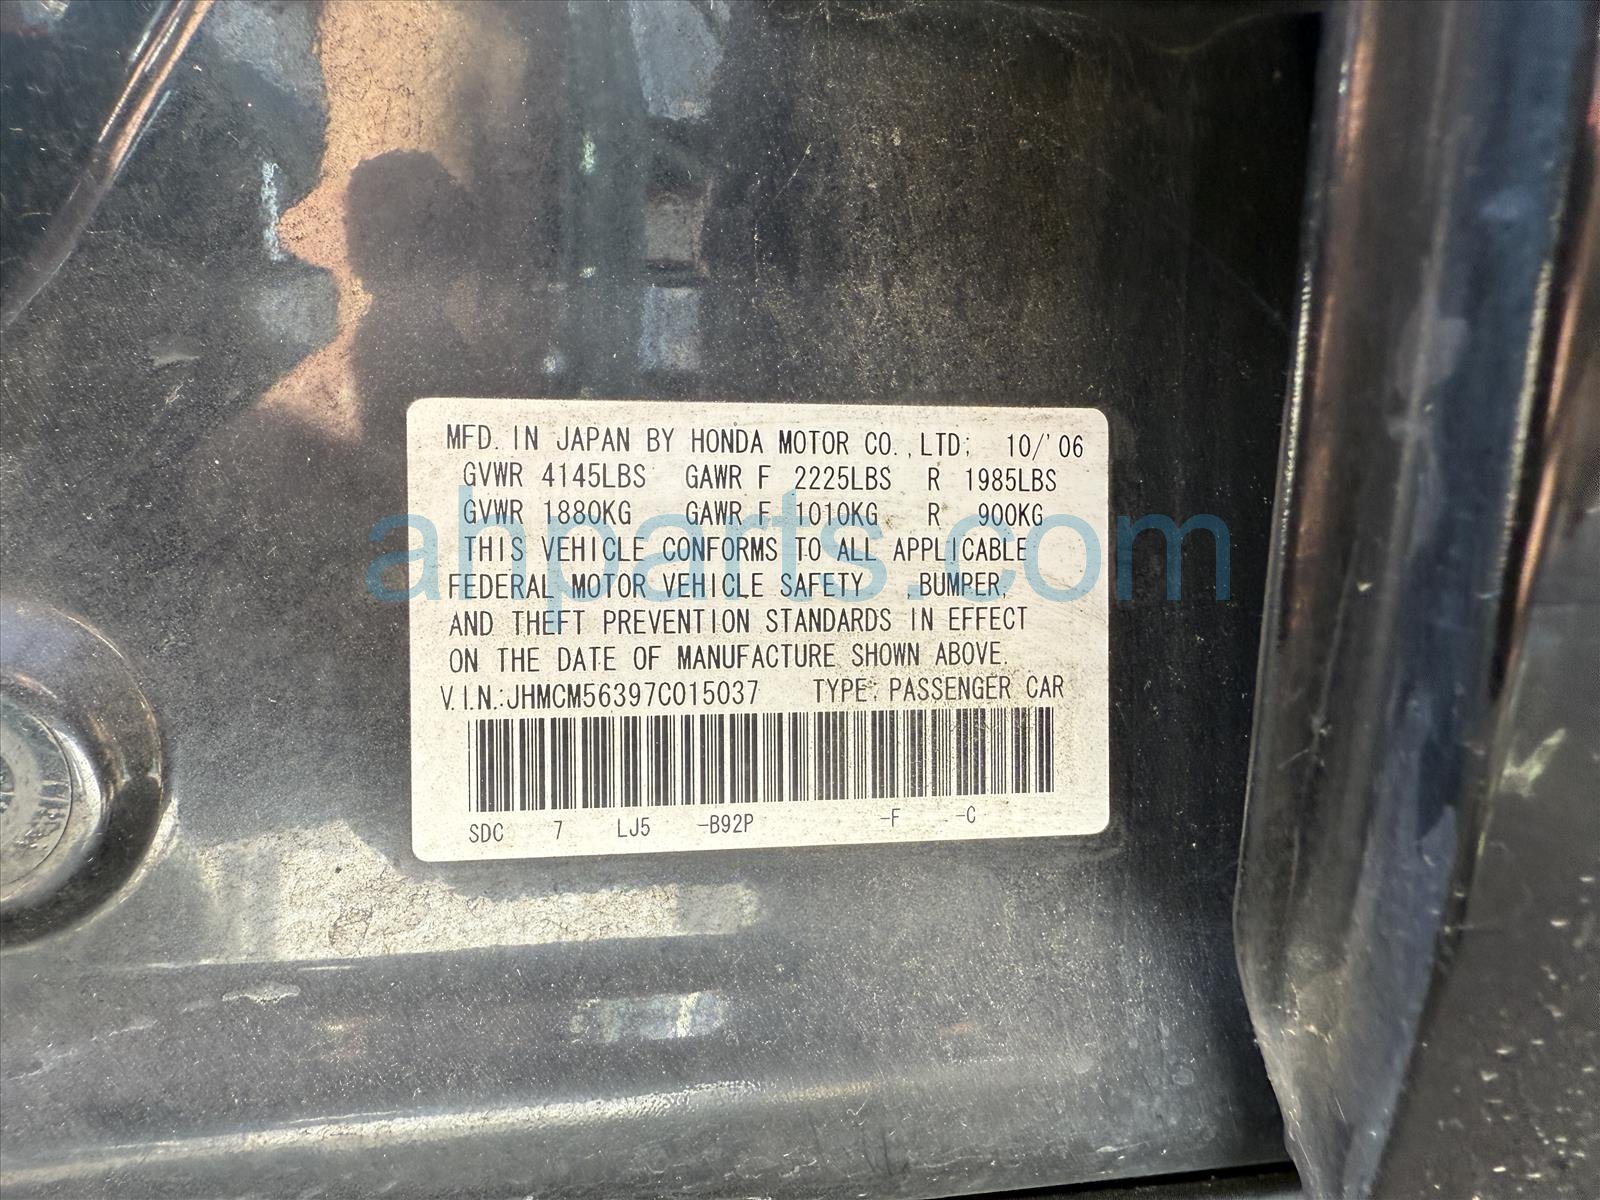 MFD. IN JAPAN BY HONDA MOTOR CO.,LTD; 10/'06
GVWR 4145LBS GAWR F 2225LBS R 1985LBS
GVWR 1880KG GAWR F 1010KG R 900KG
THIS VEHICLE CONFORMS TO ALL APPLICABLE
FEDERAL MOTOR VEHICLE SAFETY ,BUMPER,
AND THEFT PREVENTION STANDARDS IN EFFECT
ON THE DATE OF MANUFACTURE SHOWN ABOVE.
V.I.N.:JHMCM56397C015037 TYPE: PASSENGER CAR
SDC 7 LJ5 -B92P -F -C
ahparts.com